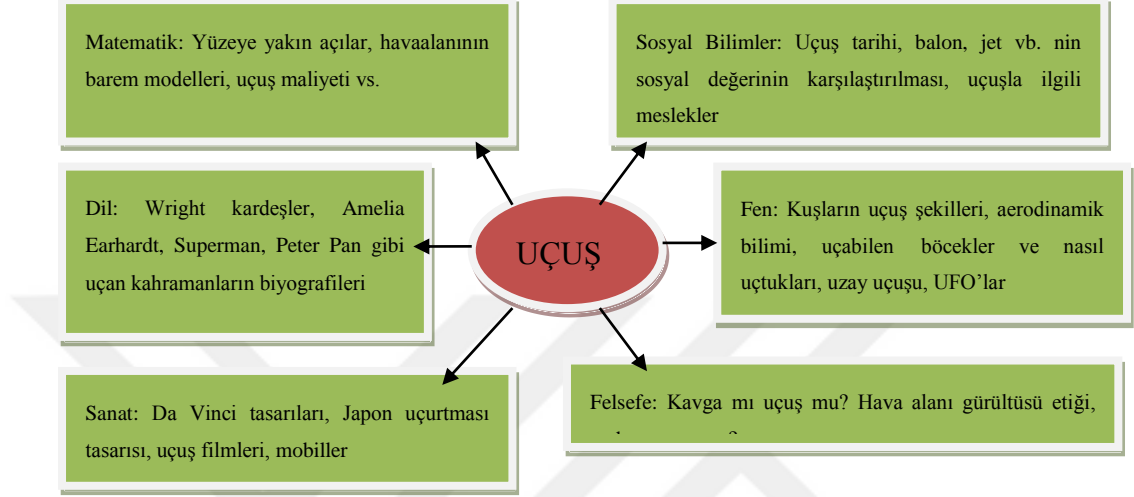 Matematik: Yüzeye yakın açılar, havaalanının
barem modelleri, uçuş maliyeti vs.
Sosyal Bilimler: Uçuş tarihi, balon, jet vb. nin
sosyal değerinin karşılaştırılması, uçuşla ilgili
meslekler
Dil: Wright kardeşler, Amelia
Earhardt, Superman, Peter Pan gibi
uçan kahramanların biyografileri
UÇUŞ
Fen: Kuşların uçuş şekilleri, aerodinamik
bilimi, uçabilen böcekler ve nasıl
uçtukları, uzay uçuşu, UFO’lar
Sanat: Da Vinci tasarıları, Japon uçurtması
tasarısı, uçuş filmleri, mobiller
Felsefe: Kavga mı uçuş mu? Hava alanı gürültüsü etiği,